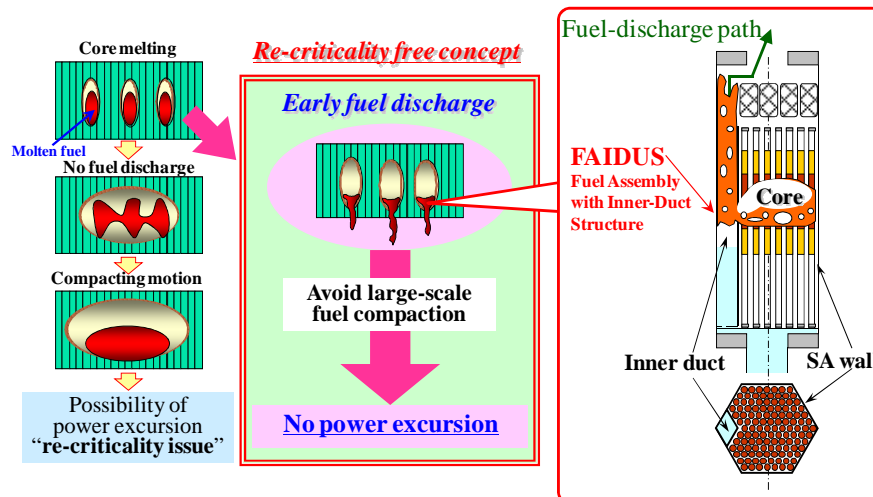 Core melting
Molten fuel
No fuel discharge
Compacting motion
Possibility of
power excursion
“re-criticality issue”
Re-criticality free concept
Early fuel discharge
Avoid large-scale
fuel compaction
No power excursion
Fuel-discharge path
FAIDUS
Fuel Assembly
with Inner-Duct
Structure
Core
Inner duct
SA wal